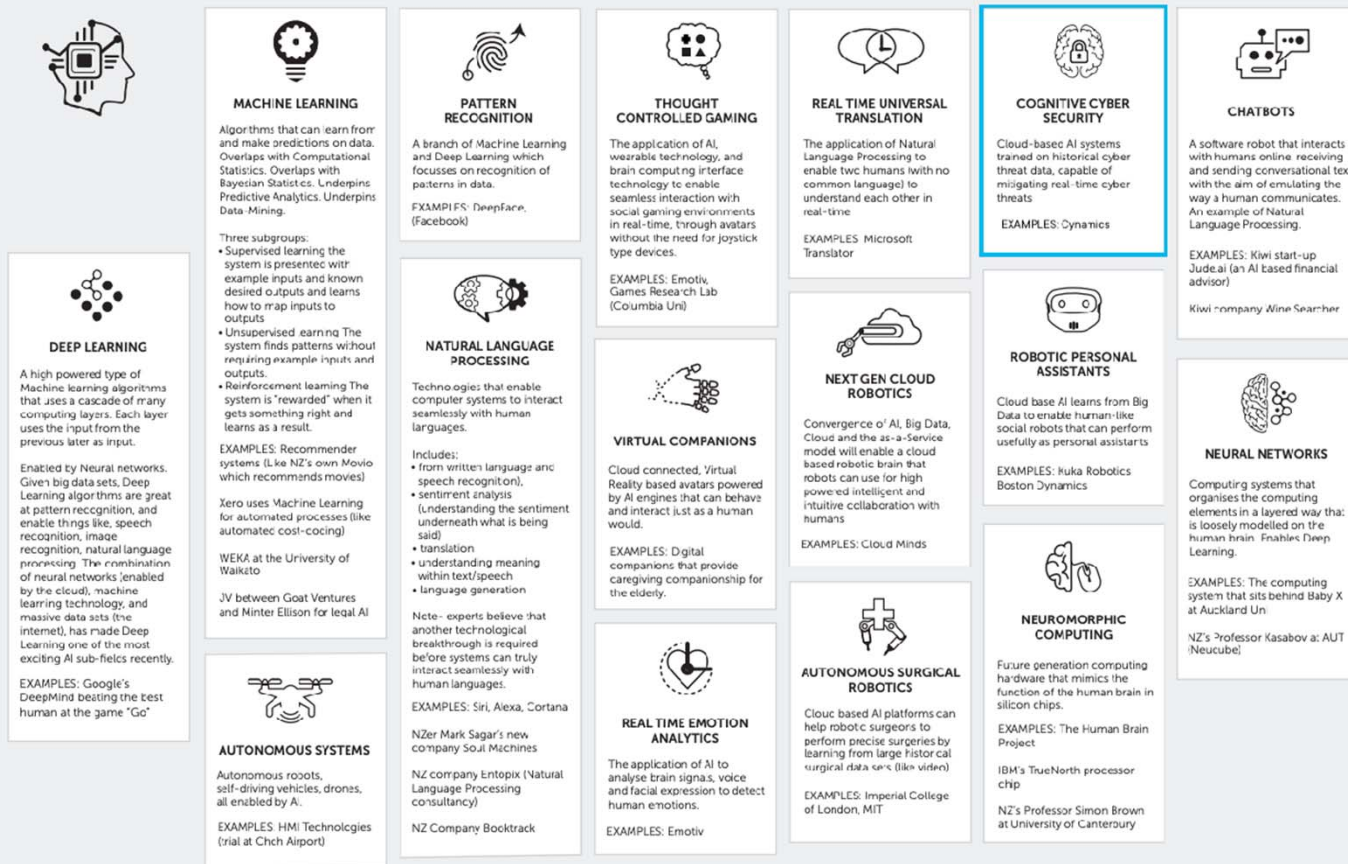 DEEP LEARNING
A high powered type of
Machine learning algorithms
that uses a cascade of many
computing layers. Each layer
uses the input from the
previous later as input.
Enabled by Neural networks.
Given big data sets, Deep
Learning algorithms are great
at pattern recognition, and
enable things like, speech
recognition, image
recognition, natural language
processing. The combination
of neural networks (enabled
by the cloud), machine
learning technology, and
massive data sets (the
internet), has made Deep
Learning one of the most
exciting AI sub-fields recently.
EXAMPLES: Google's
DeepMind beating the best
human at the game "Go"
MACHINE LEARNING
Algorithms that can learn from
and make predictions on data.
Overlaps with Computational
Statistics. Overlaps with
Bayesian Statistics. Underpins
Predictive Analytics. Underpins
Data-Mining.
Three subgroups:
• Supervised learning the
system is presented with
example inputs and known
desired outputs and learns
how to map inputs to
outputs
• Unsupervised learning The
system finds patterns without
requiring example inputs and
outputs.
• Reinforcement learning The
system is "rewarded" when it
gets something right and
learns as a result.
EXAMPLES: Recommender
systems (Like NZ's own Movio
which recommends movies)
Xero uses Machine Learning
for automated processes (like
automated cost-coding)
WEKA at the University of
Waikato
JV between Goat Ventures
and Minter Ellison for legal AI
AUTONOMOUS SYSTEMS
Autonomous robots,
self-driving vehicles, drones,
all enabled by AI.
EXAMPLES: HMI Technologies
(trial at Chch Airport)
PATTERN
RECOGNITION
A branch of Machine Learning
and Deep Learning which
focusses on recognition of
patterns in data.
EXAMPLES: DeepFace,
(Facebook)
NATURAL LANGUAGE
PROCESSING
Technologies that enable
computer systems to interact
seamlessly with human
languages.
Includes:
• from written language and
speech recognition),
• sentiment analysis
(understanding the sentiment
underneath what is being
said)
• translation
• understanding meaning
within text/speech
• language generation
Note- experts believe that
another technological
breakthrough is required
before systems can truly
interact seamlessly with
human languages.
EXAMPLES: Siri, Alexa, Cortana
NZer Mark Sagar's new
company Soul Machines
NZ company Entopix (Natural
Language Processing
consultancy)
NZ Company Booktrack
THOUGHT
CONTROLLED GAMING
The application of AI,
wearable technology, and
brain computing interface
technology to enable
seamless interaction with
social gaming environments
in real-time, through avatars
without the need for joystick
type devices.
EXAMPLES: Emotiv,
Games Research Lab
(Columbia Uni)
VIRTUAL COMPANIONS
Cloud connected, Virtual
Reality based avatars powered
by AI engines that can behave
and interact just as a human
would.
EXAMPLES: Digital
companions that provide
caregiving companionship for
the elderly.
REAL TIME EMOTION
ANALYTICS
The application of AI to
analyse brain signals, voice
and facial expression to detect
human emotions.
EXAMPLES: Emotiv
REAL TIME UNIVERSAL
TRANSLATION
The application of Natural
Language Processing to
enable two humans (with no
common language) to
understand each other in
real-time
EXAMPLES Microsoft
Translator
NEXT GEN CLOUD
ROBOTICS
Convergence of AI, Big Data,
Cloud and the as-a-Service
model will enable a cloud
based robotic brain that
robots can use for high
powered intelligent and
intuitive collaboration with
humans
EXAMPLES: Cloud Minds
AUTONOMOUS SURGICAL
ROBOTICS
Cloud based AI platforms can
help robotic surgeons to
perform precise surgeries by
learning from large historical
surgical data sets (like video)
EXAMPLES: Imperial College
of London, MIT
COGNITIVE CYBER
SECURITY
Cloud-based AI systems
trained on historical cyber
threat data, capable of
mitigating real-time cyber
threats
EXAMPLES: Cynamics
ROBOTIC PERSONAL
ASSISTANTS
Cloud base AI learns from Big
Data to enable human-like
social robots that can perform
usefully as personal assistants
EXAMPLES: Kuka Robotics
Boston Dynamics
NEUROMORPHIC
COMPUTING
Future generation computing
hardware that mimics the
function of the human brain in
silicon chips.
EXAMPLES: The Human Brain
Project
IBM's TrueNorth processor
chip
NZ's Professor Simon Brown
at University of Canterbury
CHATBOTS
A software robot that interacts
with humans online receiving
and sending conversational tex
with the aim of emulating the
way a human communicates.
An example of Natural
Language Processing.
EXAMPLES: Kiwi start-up
Jude.ai (an AI based financial
advisor)
Kiwi company Wine Searcher
NEURAL NETWORKS
Computing systems that
organises the computing
elements in a layered way that
is loosely modelled on the
human brain. Enables Deep
Learning.
EXAMPLES: The computing
system that sits behind Baby X
at Auckland Uni
NZ's Professor Kasabov at AUT
(Neucube)